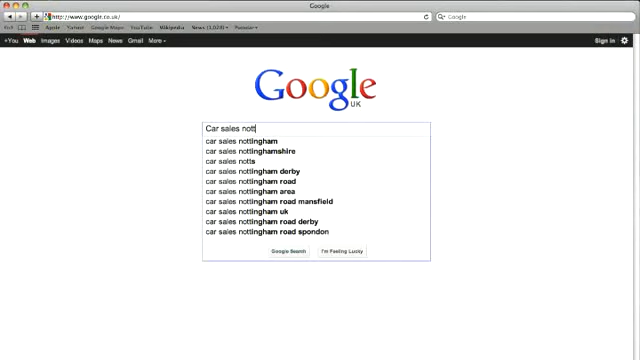 Google
http://www.google.co.uk/
Google
Apple Yahoo! Google Maps YouTube Wikipedia News Popular
+You Web Images Videos Maps News Gmail More Sign in
Google
UK
Car sales nott
car sales nottingham
car sales nottinghamshire
car sales notts
car sales nottingham derby
car sales nottingham road
car sales nottingham area
car sales nottingham road mansfield
car sales nottingham uk
car sales nottingham road derby
car sales nottingham road spondon
Google Search I'm Feeling Lucky